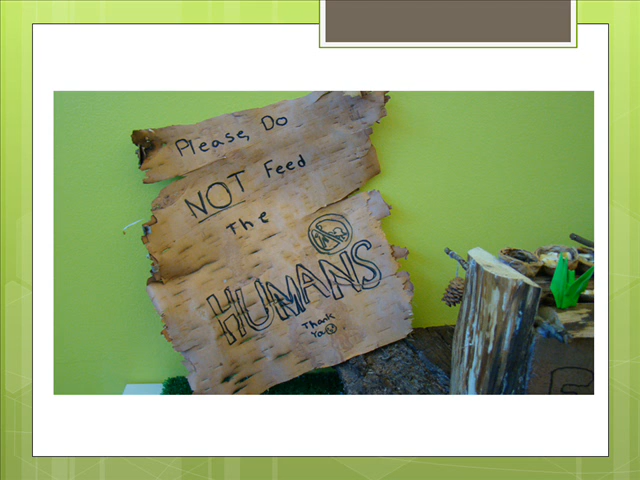 Please, Do
NOT Feed
The
HUMANS
Thank
You